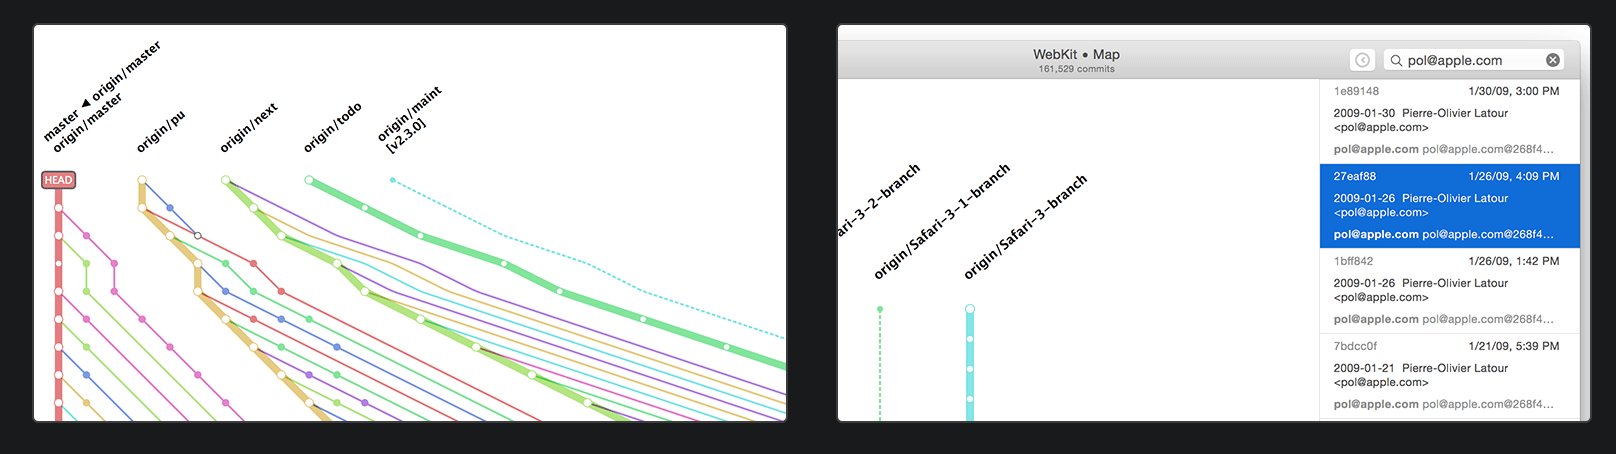 master ◀ origin/master
origin/master
origin/pu
origin/next
origin/todo
origin/maint
[v2.3.0]
HEAD
WebKit • Map
161,529 commits
pol@apple.com
1e89148 1/30/09, 3:00 PM
2009-01-30 Pierre-Olivier Latour
<pol@apple.com>
pol@apple.com pol@apple.com@268f4…
27eaf88 1/26/09, 4:09 PM
2009-01-26 Pierre-Olivier Latour
<pol@apple.com>
pol@apple.com pol@apple.com@268f4…
1bff842 1/26/09, 1:42 PM
2009-01-26 Pierre-Olivier Latour
<pol@apple.com>
pol@apple.com pol@apple.com@268f4…
7bdcc0f 1/21/09, 5:39 PM
2009-01-21 Pierre-Olivier Latour
<pol@apple.com>
pol@apple.com pol@apple.com@268f4…
ari-3-2-branch
origin/Safari-3-1-branch
origin/Safari-3-branch